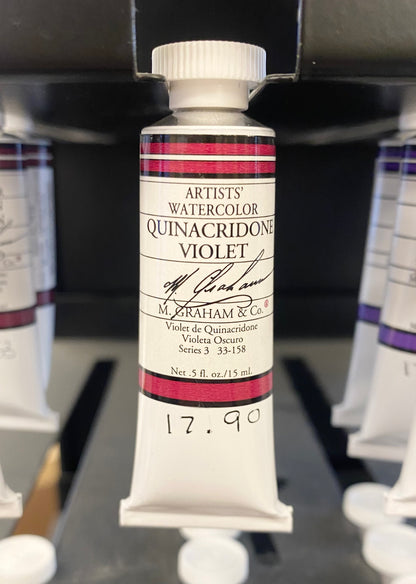 ARTISTS'
WATERCOLOR
QUINACRIDONE
VIOLET
M. Graham
M. GRAHAM & Co.®
Violet de Quinacridone
Violeta Oscuro
Series 3 33-158
Net .5 fl. oz./15 ml.
17.90